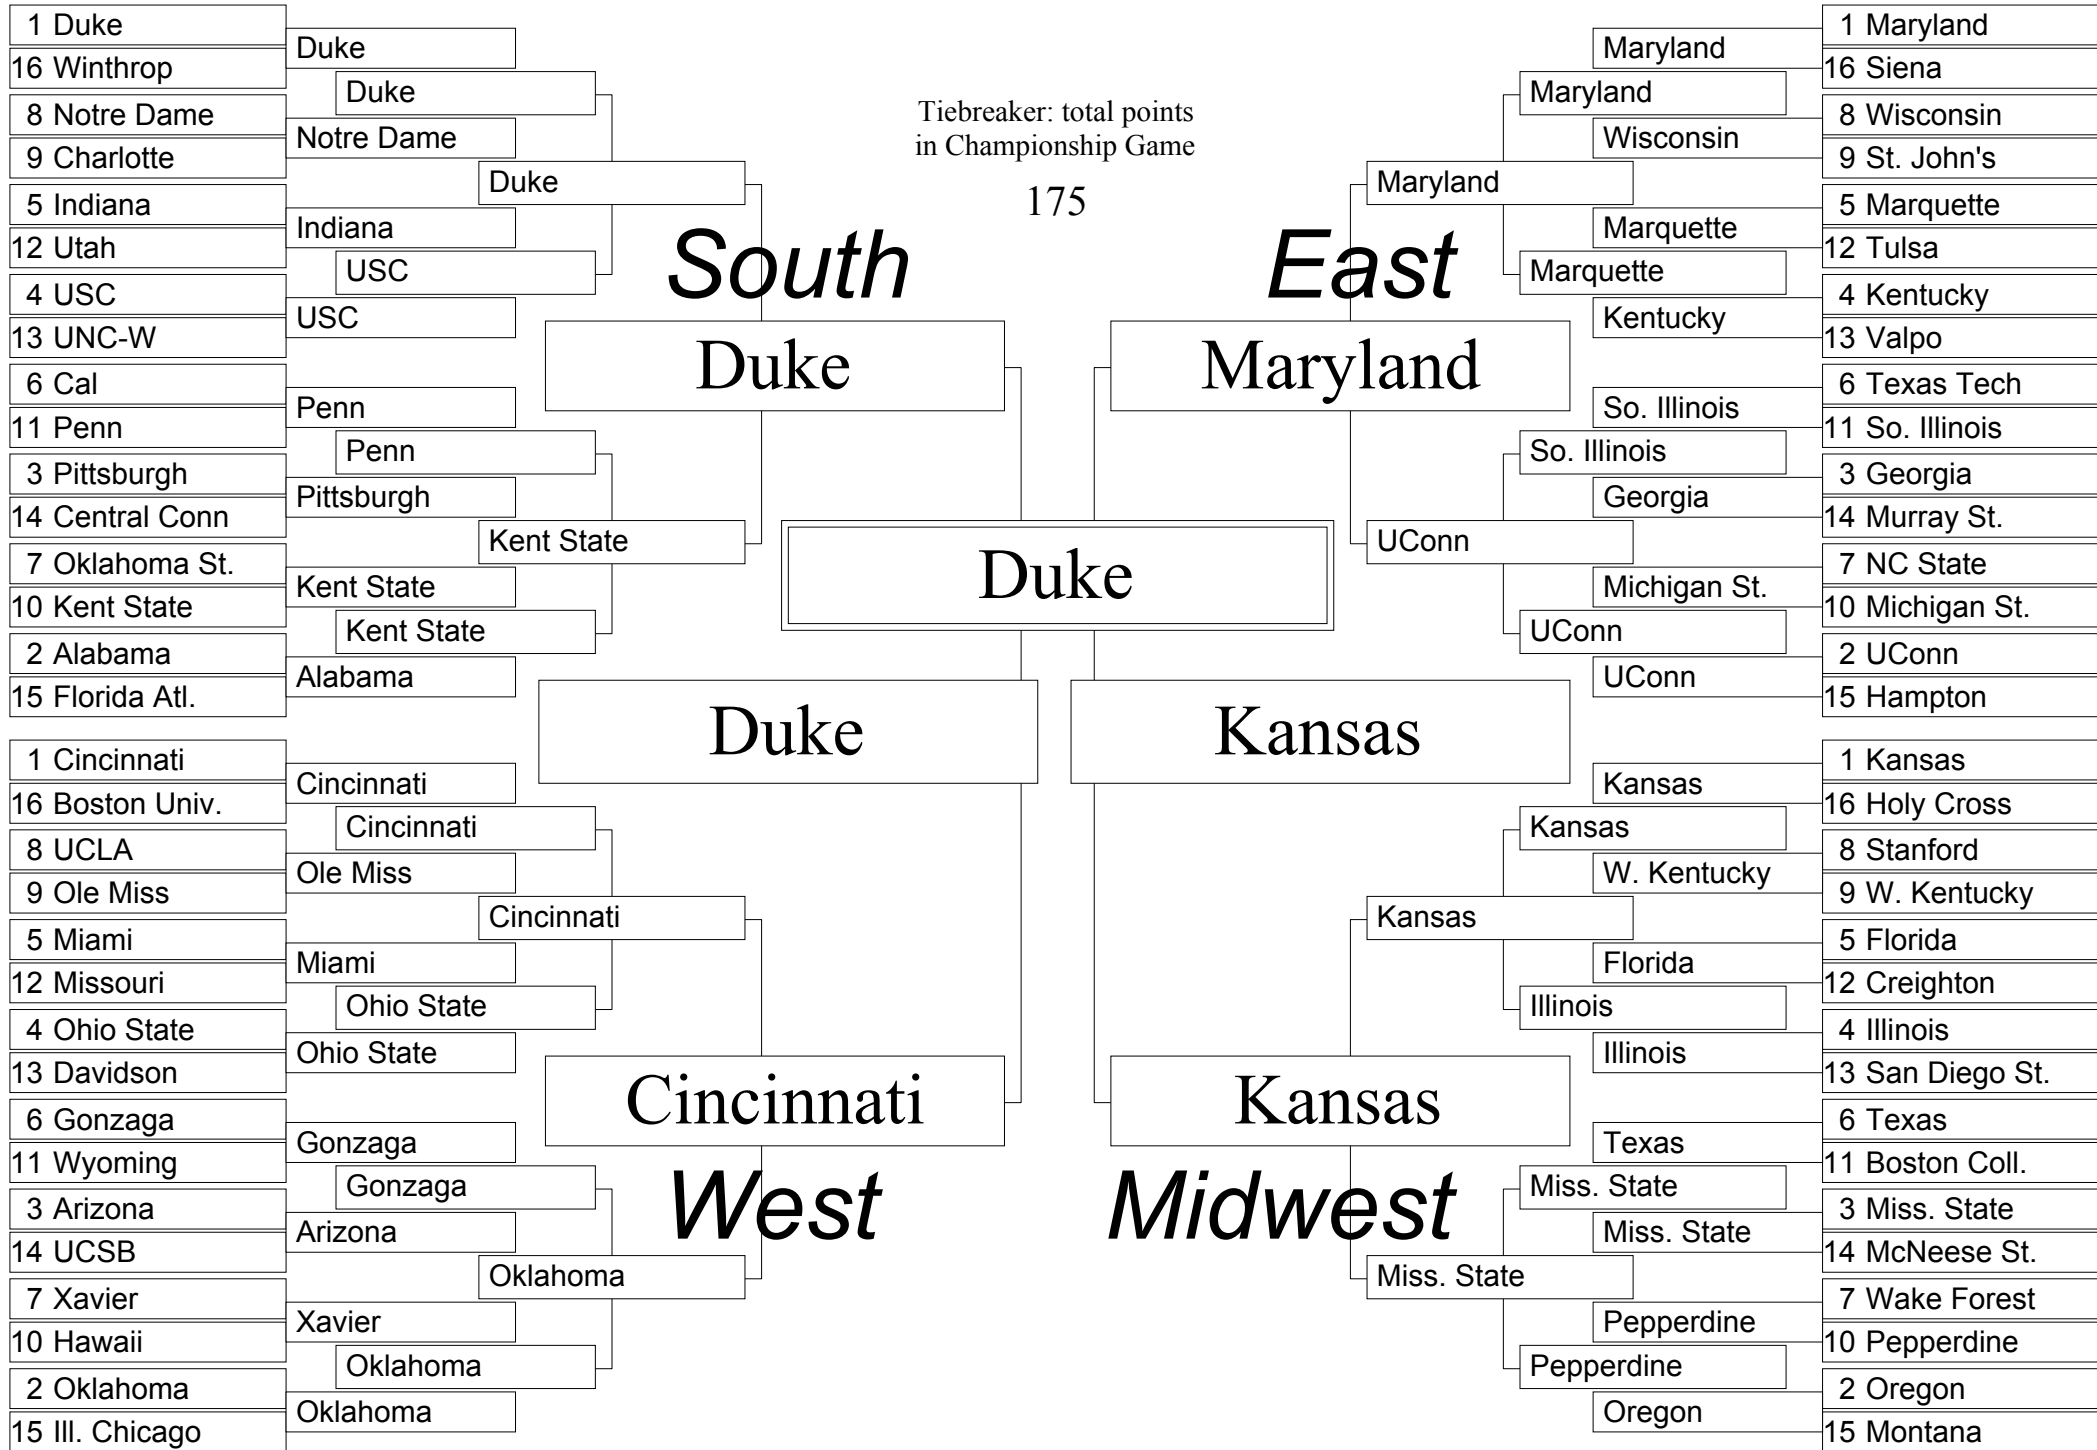 1 Duke
16 Winthrop
8 Notre Dame
9 Charlotte
5 Indiana
12 Utah
4 USC
13 UNC-W
6 Cal
11 Penn
3 Pittsburgh
14 Central Conn
7 Oklahoma St.
10 Kent State
2 Alabama
15 Florida Atl.
Duke
Notre Dame
Indiana
USC
Penn
Pittsburgh
Kent State
Alabama
Duke
USC
Penn
Kent State
Duke
Kent State
South
Duke
1 Cincinnati
16 Boston Univ.
8 UCLA
9 Ole Miss
5 Miami
12 Missouri
4 Ohio State
13 Davidson
6 Gonzaga
11 Wyoming
3 Arizona
14 UCSB
7 Xavier
10 Hawaii
2 Oklahoma
15 Ill. Chicago
Cincinnati
Ole Miss
Miami
Ohio State
Gonzaga
Arizona
Xavier
Oklahoma
Cincinnati
Ohio State
Gonzaga
Oklahoma
Cincinnati
Oklahoma
Cincinnati
West
Tiebreaker: total points
in Championship Game
175
Duke
Duke
Kansas
East
Maryland
Maryland
UConn
Maryland
Marquette
So. Illinois
UConn
Maryland
Wisconsin
Marquette
Kentucky
So. Illinois
Georgia
Michigan St.
UConn
1 Maryland
16 Siena
8 Wisconsin
9 St. John's
5 Marquette
12 Tulsa
4 Kentucky
13 Valpo
6 Texas Tech
11 So. Illinois
3 Georgia
14 Murray St.
7 NC State
10 Michigan St.
2 UConn
15 Hampton
Kansas
Midwest
Kansas
Miss. State
Kansas
Illinois
Miss. State
Pepperdine
Kansas
W. Kentucky
Florida
Illinois
Texas
Miss. State
Pepperdine
Oregon
1 Kansas
16 Holy Cross
8 Stanford
9 W. Kentucky
5 Florida
12 Creighton
4 Illinois
13 San Diego St.
6 Texas
11 Boston Coll.
3 Miss. State
14 McNeese St.
7 Wake Forest
10 Pepperdine
2 Oregon
15 Montana